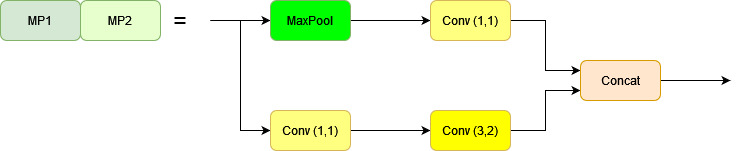 MP1 MP2 = MaxPool Conv (1,1)
Concat
Conv (1,1) Conv (3,2)